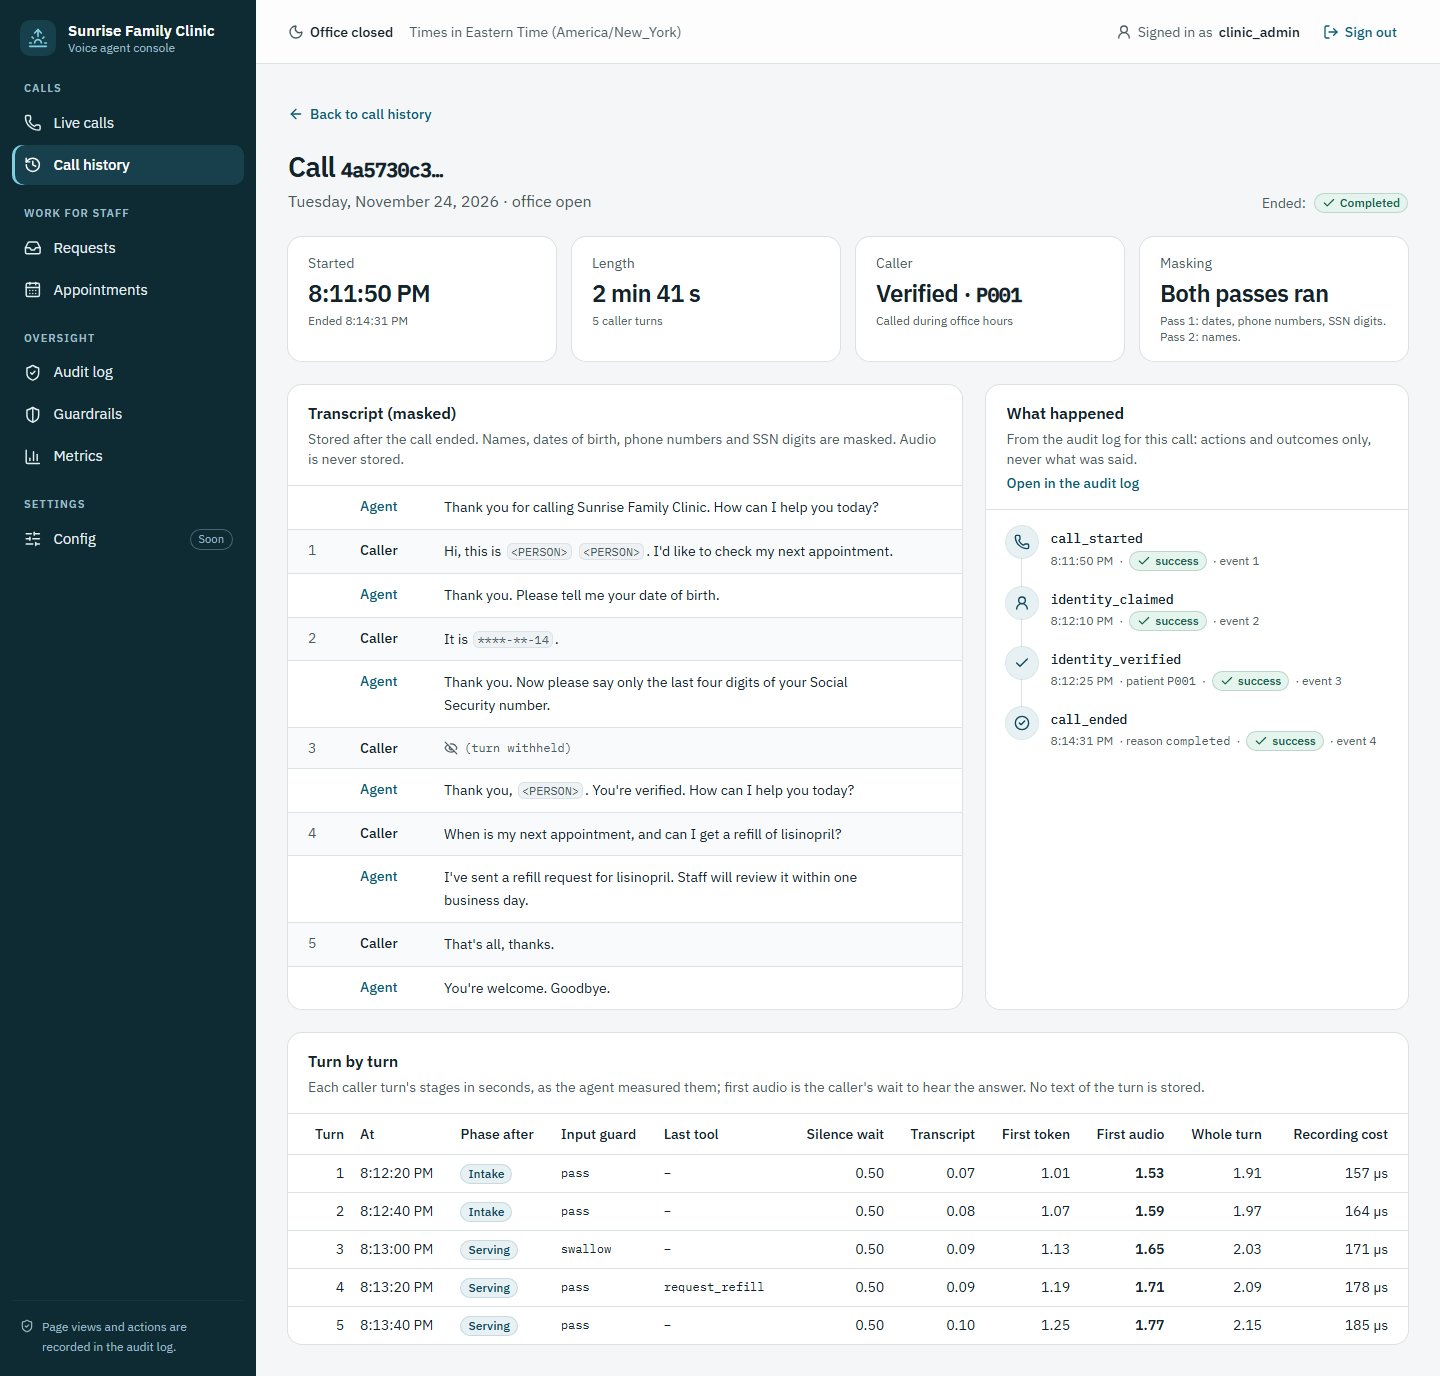 Sunrise Family Clinic
Voice agent console
CALLS
Live calls
Call history
WORK FOR STAFF
Requests
Appointments
OVERSIGHT
Audit log
Guardrails
Metrics
SETTINGS
Config Soon
Page views and actions are
recorded in the audit log.
Office closed Times in Eastern Time (America/New_York)
Signed in as clinic_admin Sign out
Back to call history
Call 4a5730c3…
Tuesday, November 24, 2026 · office open
Ended: Completed
Started
8:11:50 PM
Ended 8:14:31 PM
Length
2 min 41 s
5 caller turns
Caller
Verified · P001
Called during office hours
Masking
Both passes ran
Pass 1: dates, phone numbers, SSN digits.
Pass 2: names.
Transcript (masked)
Stored after the call ended. Names, dates of birth, phone numbers and SSN digits are masked. Audio
is never stored.
Agent Thank you for calling Sunrise Family Clinic. How can I help you today?
1 Caller Hi, this is <PERSON> <PERSON> . I'd like to check my next appointment.
Agent Thank you. Please tell me your date of birth.
2 Caller It is ****-**-14 .
Agent Thank you. Now please say only the last four digits of your Social
Security number.
3 Caller (turn withheld)
Agent Thank you, <PERSON> . You're verified. How can I help you today?
4 Caller When is my next appointment, and can I get a refill of lisinopril?
Agent I've sent a refill request for lisinopril. Staff will review it within one
business day.
5 Caller That's all, thanks.
Agent You're welcome. Goodbye.
What happened
From the audit log for this call: actions and outcomes only,
never what was said.
Open in the audit log
call_started
8:11:50 PM · success · event 1
identity_claimed
8:12:10 PM · success · event 2
identity_verified
8:12:25 PM · patient P001 · success · event 3
call_ended
8:14:31 PM · reason completed · success · event 4
Turn by turn
Each caller turn's stages in seconds, as the agent measured them; first audio is the caller's wait to hear the answer. No text of the turn is stored.
Turn At Phase after Input guard Last tool Silence wait Transcript First token First audio Whole turn Recording cost
1 8:12:20 PM Intake pass – 0.50 0.07 1.01 1.53 1.91 157 µs
2 8:12:40 PM Intake pass – 0.50 0.08 1.07 1.59 1.97 164 µs
3 8:13:00 PM Serving swallow – 0.50 0.09 1.13 1.65 2.03 171 µs
4 8:13:20 PM Serving pass request_refill 0.50 0.09 1.19 1.71 2.09 178 µs
5 8:13:40 PM Serving pass – 0.50 0.10 1.25 1.77 2.15 185 µs